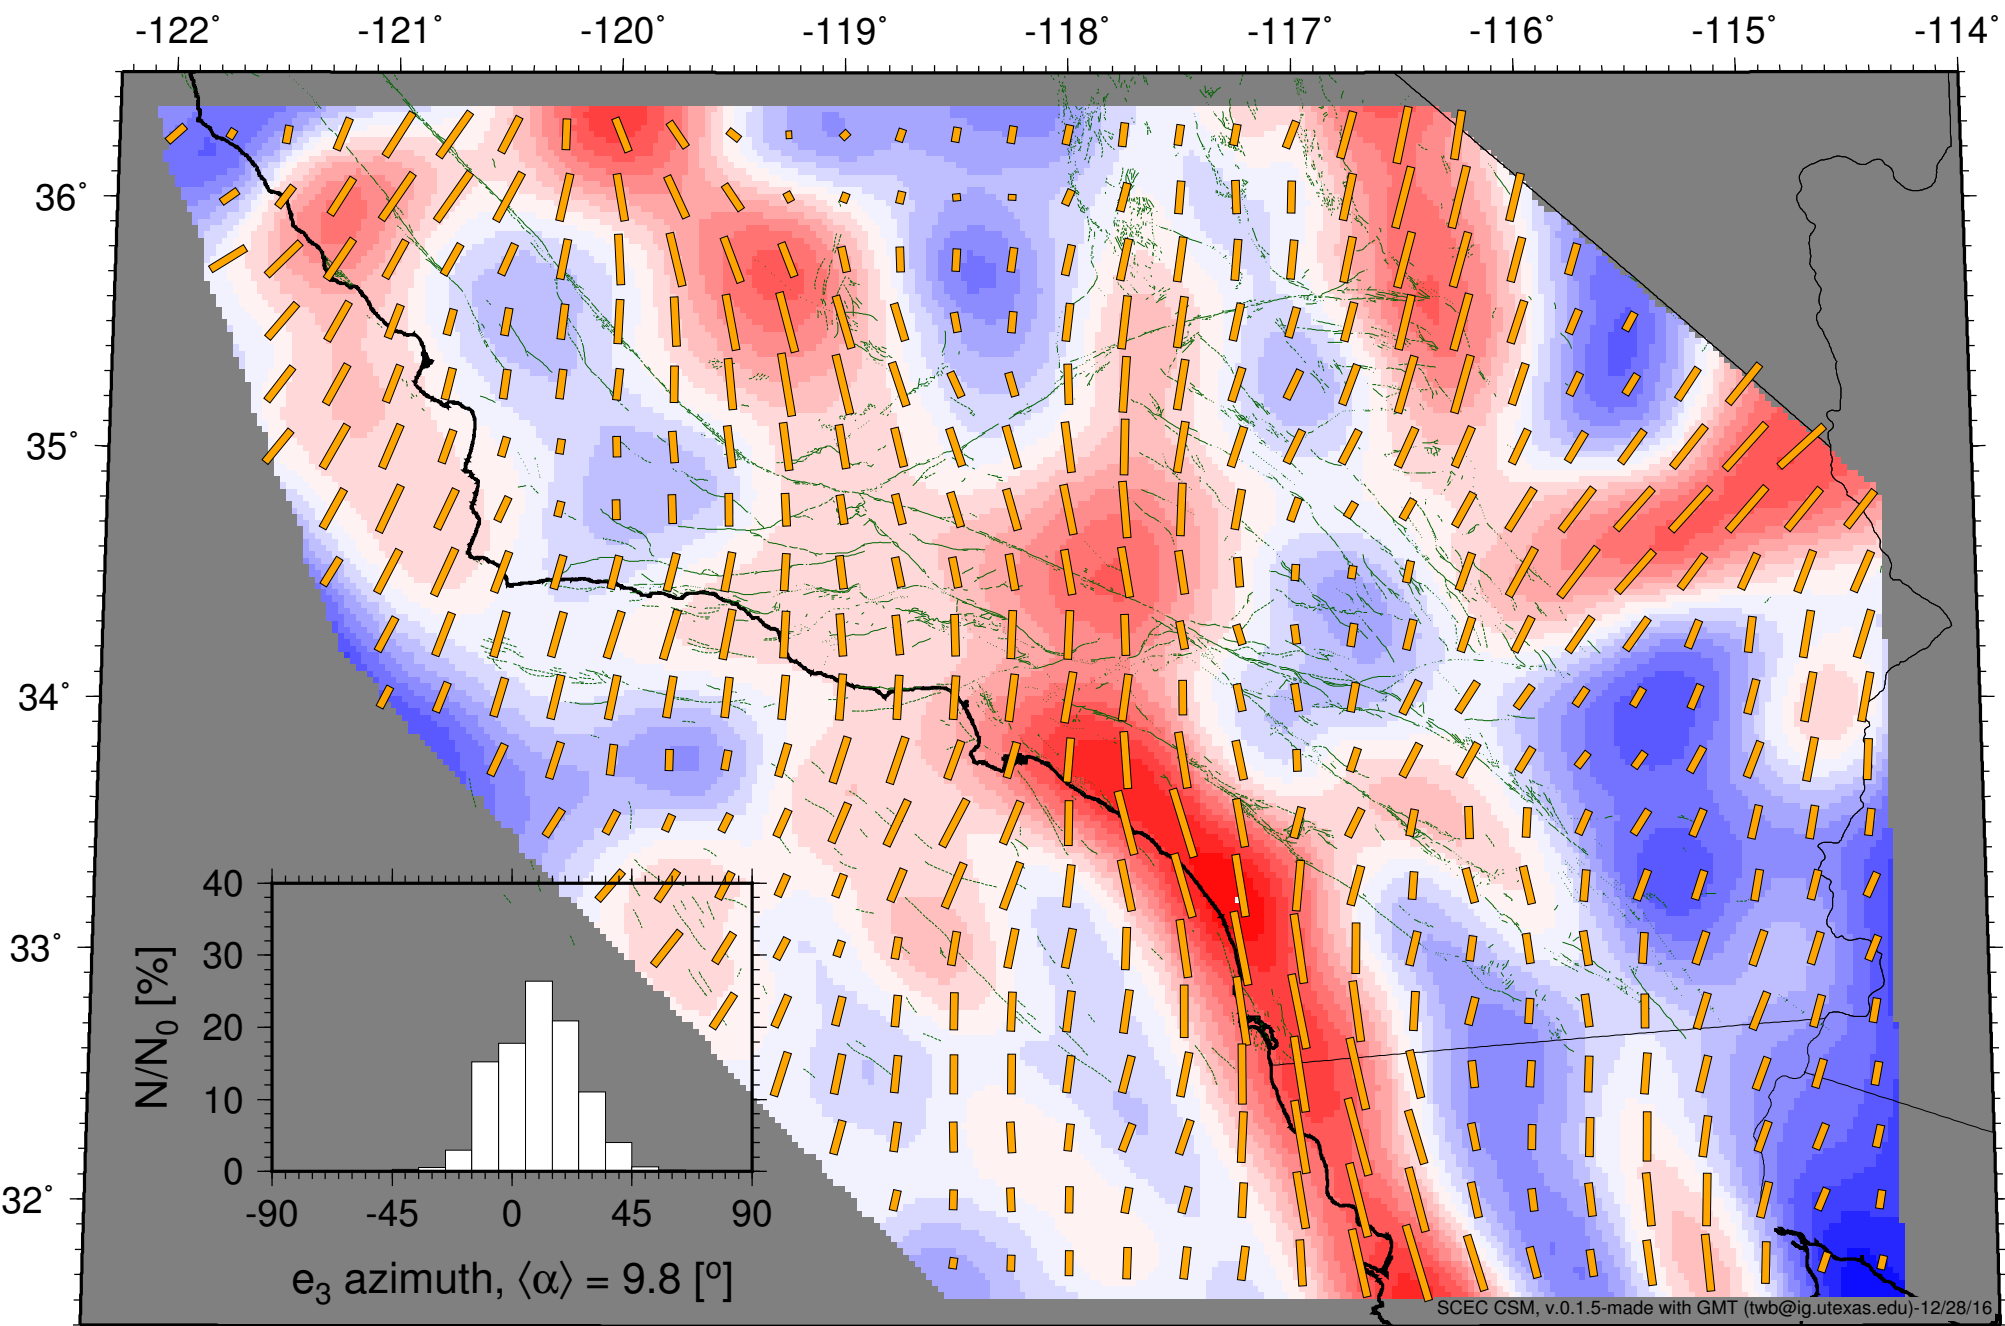 -122° -121° -120° -119° -118° -117° -116° -115° -114°
36°
35°
34°
33°
32°
40
30
20
10
0
N/N0 [%]
-90 -45 0 45 90
e3 azimuth, ⟨α⟩ = 9.8 [º]
SCEC CSM, v.0.1.5-made with GMT (twb@ig.utexas.edu)-12/28/16